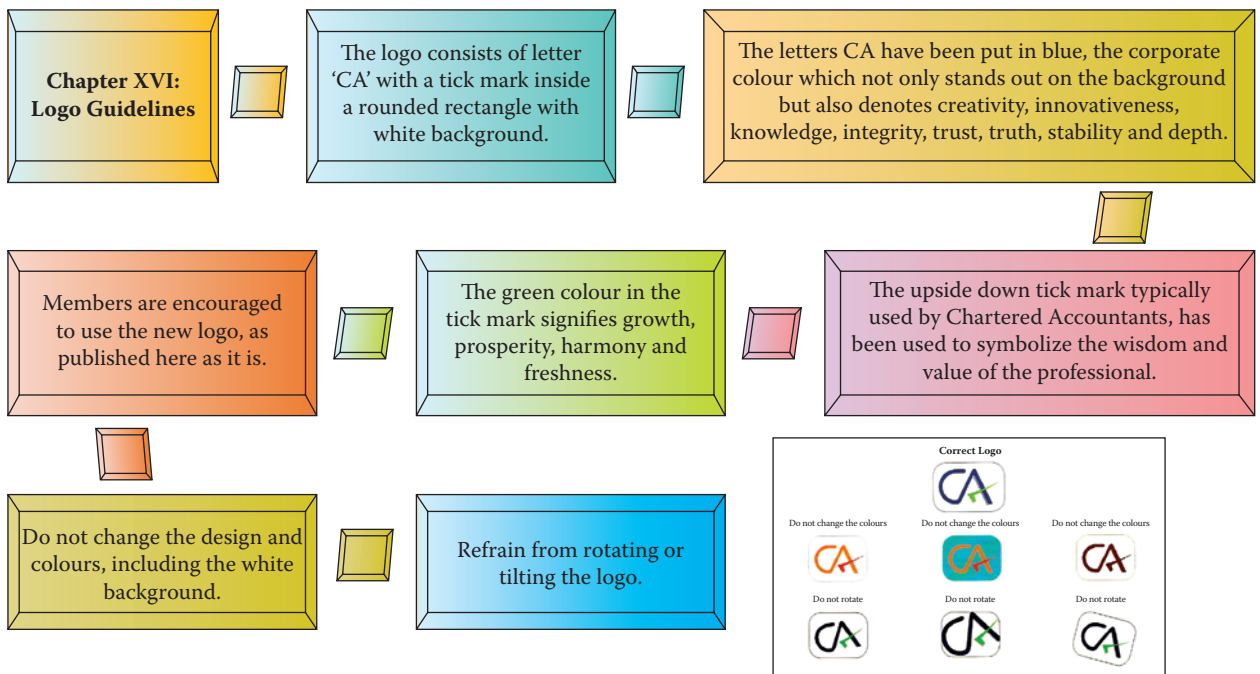 Chapter XVI:
Logo Guidelines
The logo consists of letter
‘CA’ with a tick mark inside
a rounded rectangle with
white background.
The letters CA have been put in blue, the corporate
colour which not only stands out on the background
but also denotes creativity, innovativeness,
knowledge, integrity, trust, truth, stability and depth.
The upside down tick mark typically
used by Chartered Accountants, has
been used to symbolize the wisdom and
value of the professional.
The green colour in the
tick mark signifies growth,
prosperity, harmony and
freshness.
Members are encouraged
to use the new logo, as
published here as it is.
Do not change the design and
colours, including the white
background.
Refrain from rotating or
tilting the logo.
Correct Logo
CA
Do not change the colours
Do not change the colours
Do not change the colours
CA
CA
CA
Do not rotate
Do not rotate
Do not rotate
CA
CA
CA